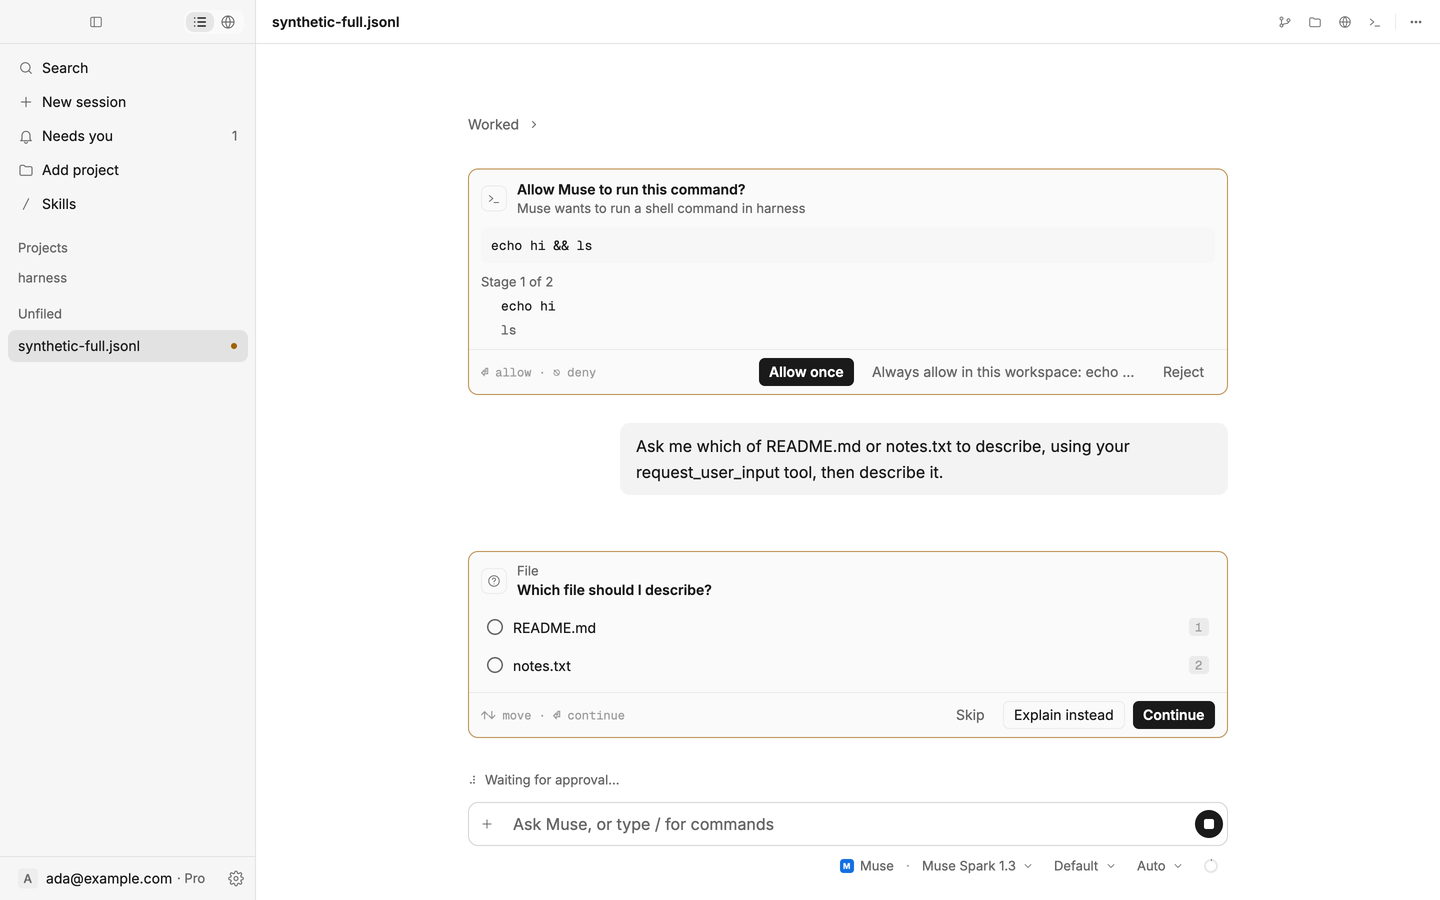 synthetic-full.jsonl
Search
New session
Needs you 1
Add project
Skills
Projects
harness
Unfiled
synthetic-full.jsonl
A ada@example.com · Pro
Worked
Allow Muse to run this command?
Muse wants to run a shell command in harness
echo hi && ls
Stage 1 of 2
echo hi
ls
allow · deny
Allow once
Always allow in this workspace: echo ...
Reject
Ask me which of README.md or notes.txt to describe, using your
request_user_input tool, then describe it.
File
Which file should I describe?
README.md 1
notes.txt 2
move · continue
Skip
Explain instead
Continue
Waiting for approval...
Ask Muse, or type / for commands
M Muse · Muse Spark 1.3 Default Auto